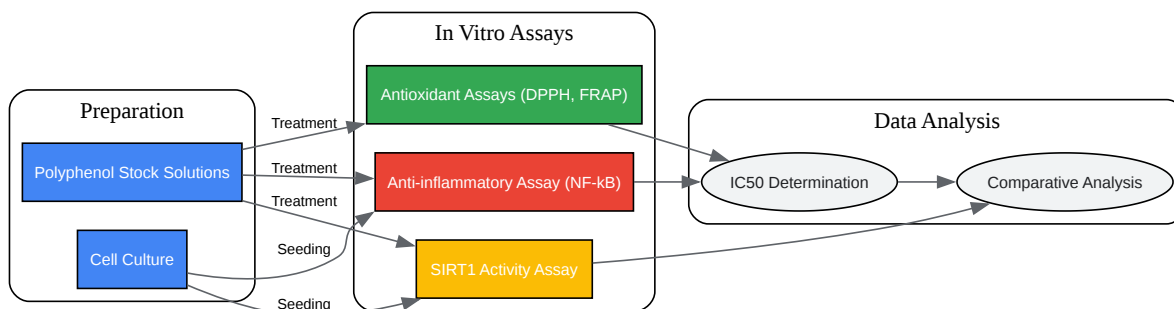 Preparation
Polyphenol Stock Solutions
Cell Culture
Treatment
Treatment
Treatment
Seeding
Seeding
In Vitro Assays
Antioxidant Assays (DPPH, FRAP)
Anti-inflammatory Assay (NF-kB)
SIRT1 Activity Assay
Data Analysis
IC50 Determination
Comparative Analysis